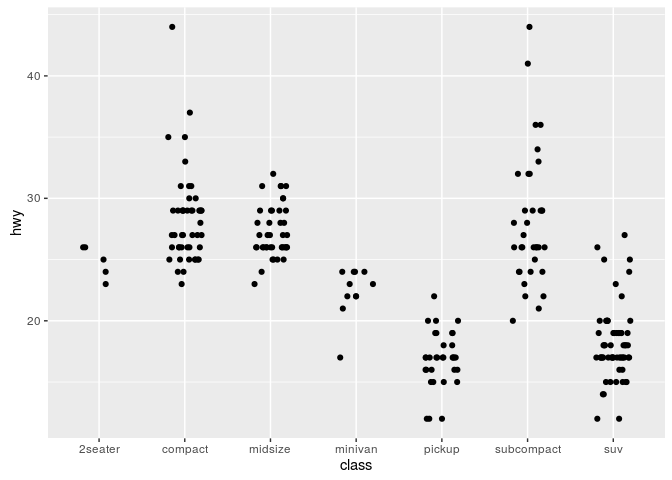 40
30
20
hwy
2seater compact midsize minivan pickup subcompact suv
class